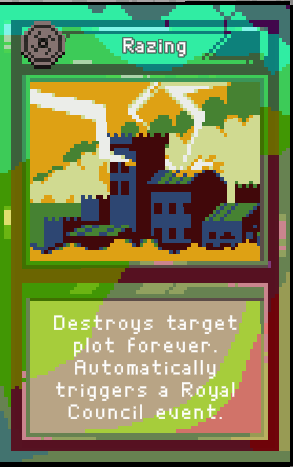 Razing
Destroys target
plot forever.
Automatically
triggers a Royal
Council event.